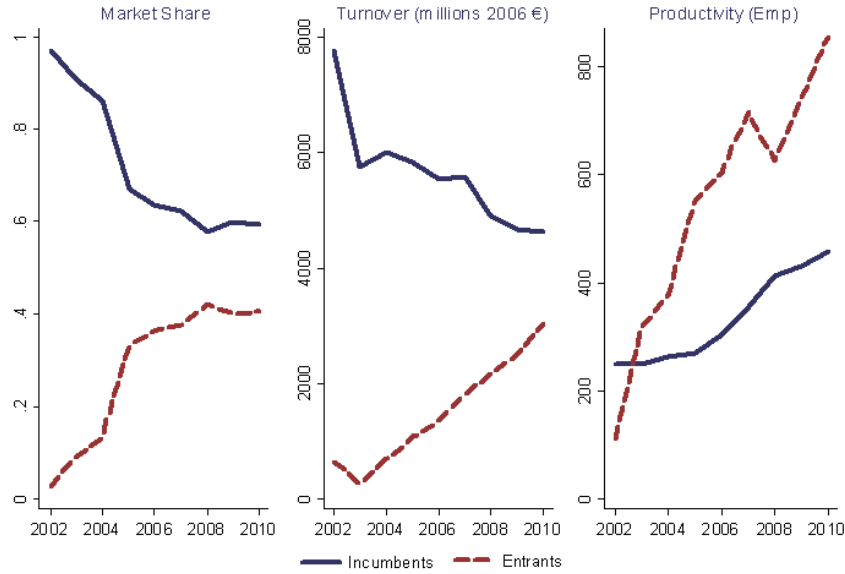 Market Share
1
.8
.6
.4
.2
0
2002 2004 2006 2008 2010
Turnover (millions 2006 €)
8000
6000
4000
2000
0
2002 2004 2006 2008 2010
Productivity (Emp)
800
600
400
200
0
2002 2004 2006 2008 2010
Incumbents Entrants